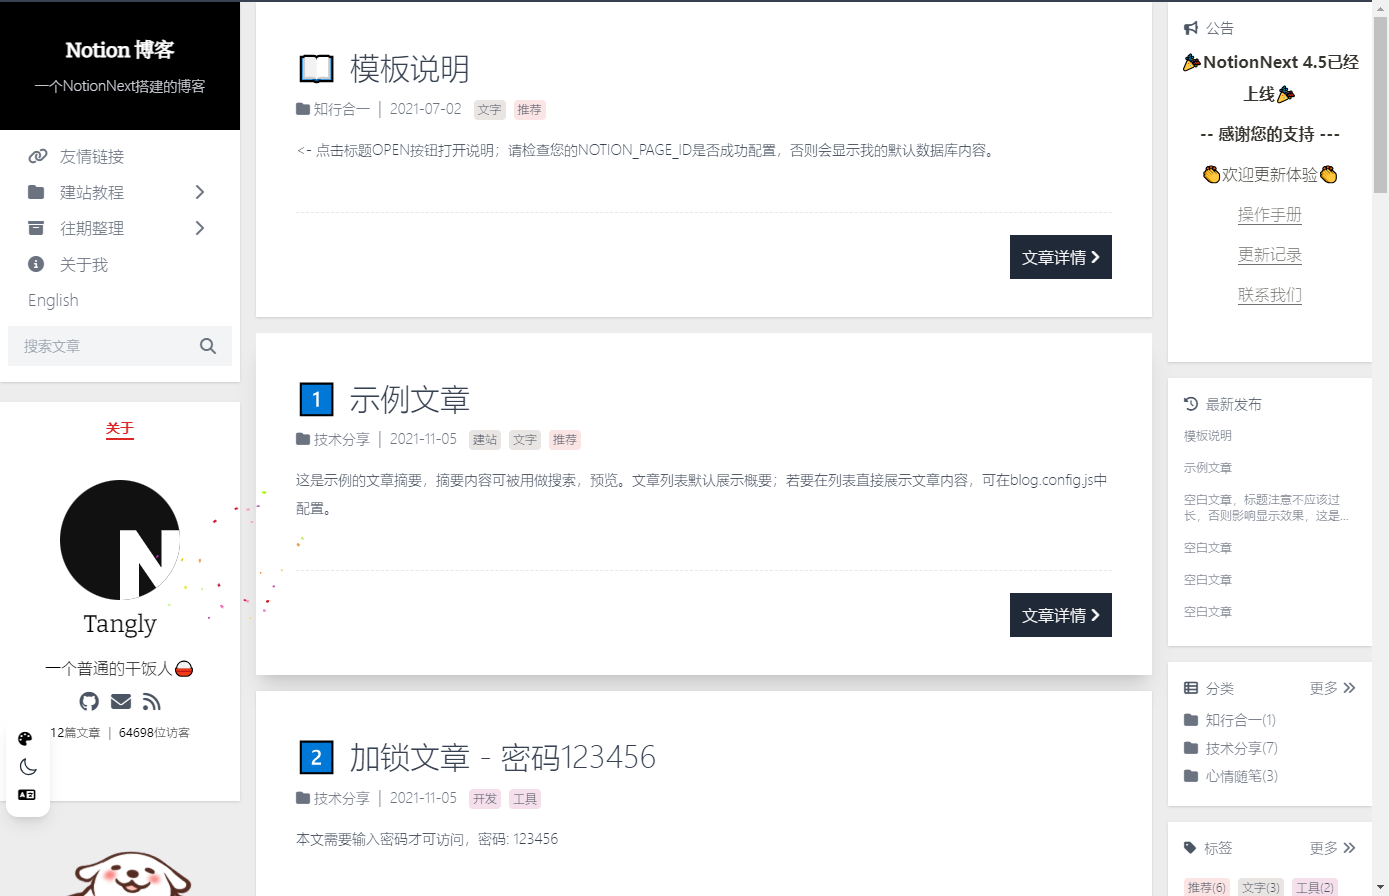 Notion 博客
一个NotionNext搭建的博客
友情链接
建站教程
往期整理
关于我
English
搜索文章
关于
N
Tangly
一个普通的干饭人
12篇文章 | 64698位访客
模板说明
知行合一 | 2021-07-02 文字 推荐
<- 点击标题OPEN按钮打开说明；请检查您的NOTION_PAGE_ID是否成功配置，否则会显示我的默认数据库内容。
文章详情
1 示例文章
技术分享 | 2021-11-05 建站 文字 推荐
这是示例的文章摘要，摘要内容可被用做搜索，预览。文章列表默认展示概要；若要在列表直接展示文章内容，可在blog.config.js中
配置。
文章详情
2 加锁文章 - 密码123456
技术分享 | 2021-11-05 开发 工具
本文需要输入密码才可访问，密码: 123456
公告
NotionNext 4.5已经
上线
-- 感谢您的支持 ---
欢迎更新体验
操作手册
更新记录
联系我们
最新发布
模板说明
示例文章
空白文章，标题注意不应该过
长，否则影响显示效果，这是...
空白文章
空白文章
空白文章
分类 更多
知行合一(1)
技术分享(7)
心情随笔(3)
标签 更多
推荐(6) 文字(3) 工具(2)